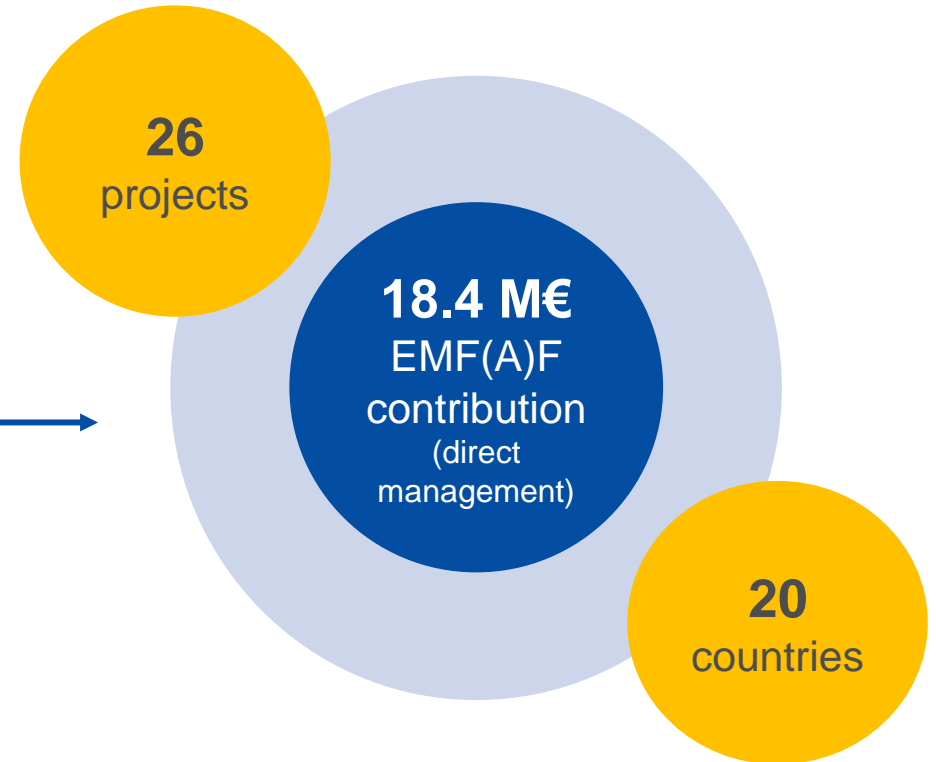 26
projects
18.4 M€
EMF(A)F
contribution
(direct
management)
20
countries